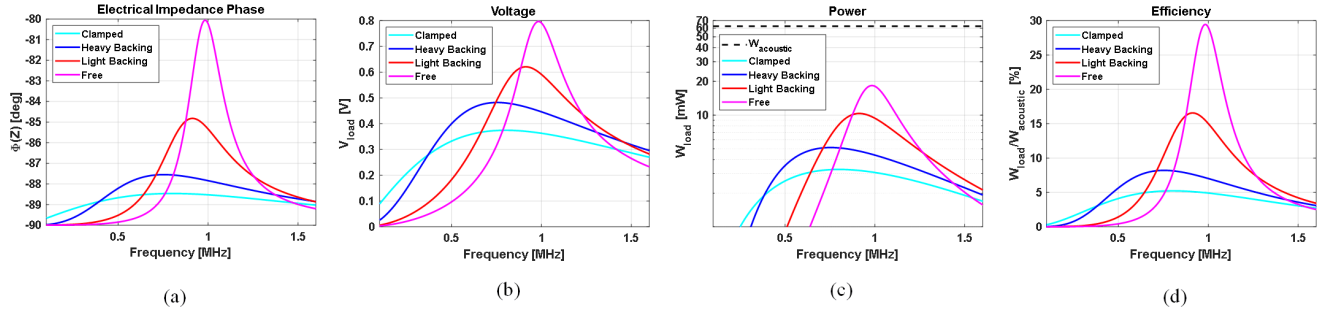 Electrical Impedance Phase
-80
-81
-82
-83
-84
-85
-86
-87
-88
-89
-90
Φ(Z) [deg]
Clamped
Heavy Backing
Light Backing
Free
0.5
1
1.5
Frequency [MHz]
(a)
Voltage
0.8
0.7
0.6
0.5
0.4
0.3
0.2
0.1
0
V_load [V]
Clamped
Heavy Backing
Light Backing
Free
0.5
1
1.5
Frequency [MHz]
(b)
Power
70
60
50
40
30
20
10
W_load [mW]
W_acoustic
Clamped
Heavy Backing
Light Backing
Free
0.5
1
1.5
Frequency [MHz]
(c)
Efficiency
30
25
20
15
10
5
0
W_load/W_acoustic [%]
Clamped
Heavy Backing
Light Backing
Free
0.5
1
1.5
Frequency [MHz]
(d)